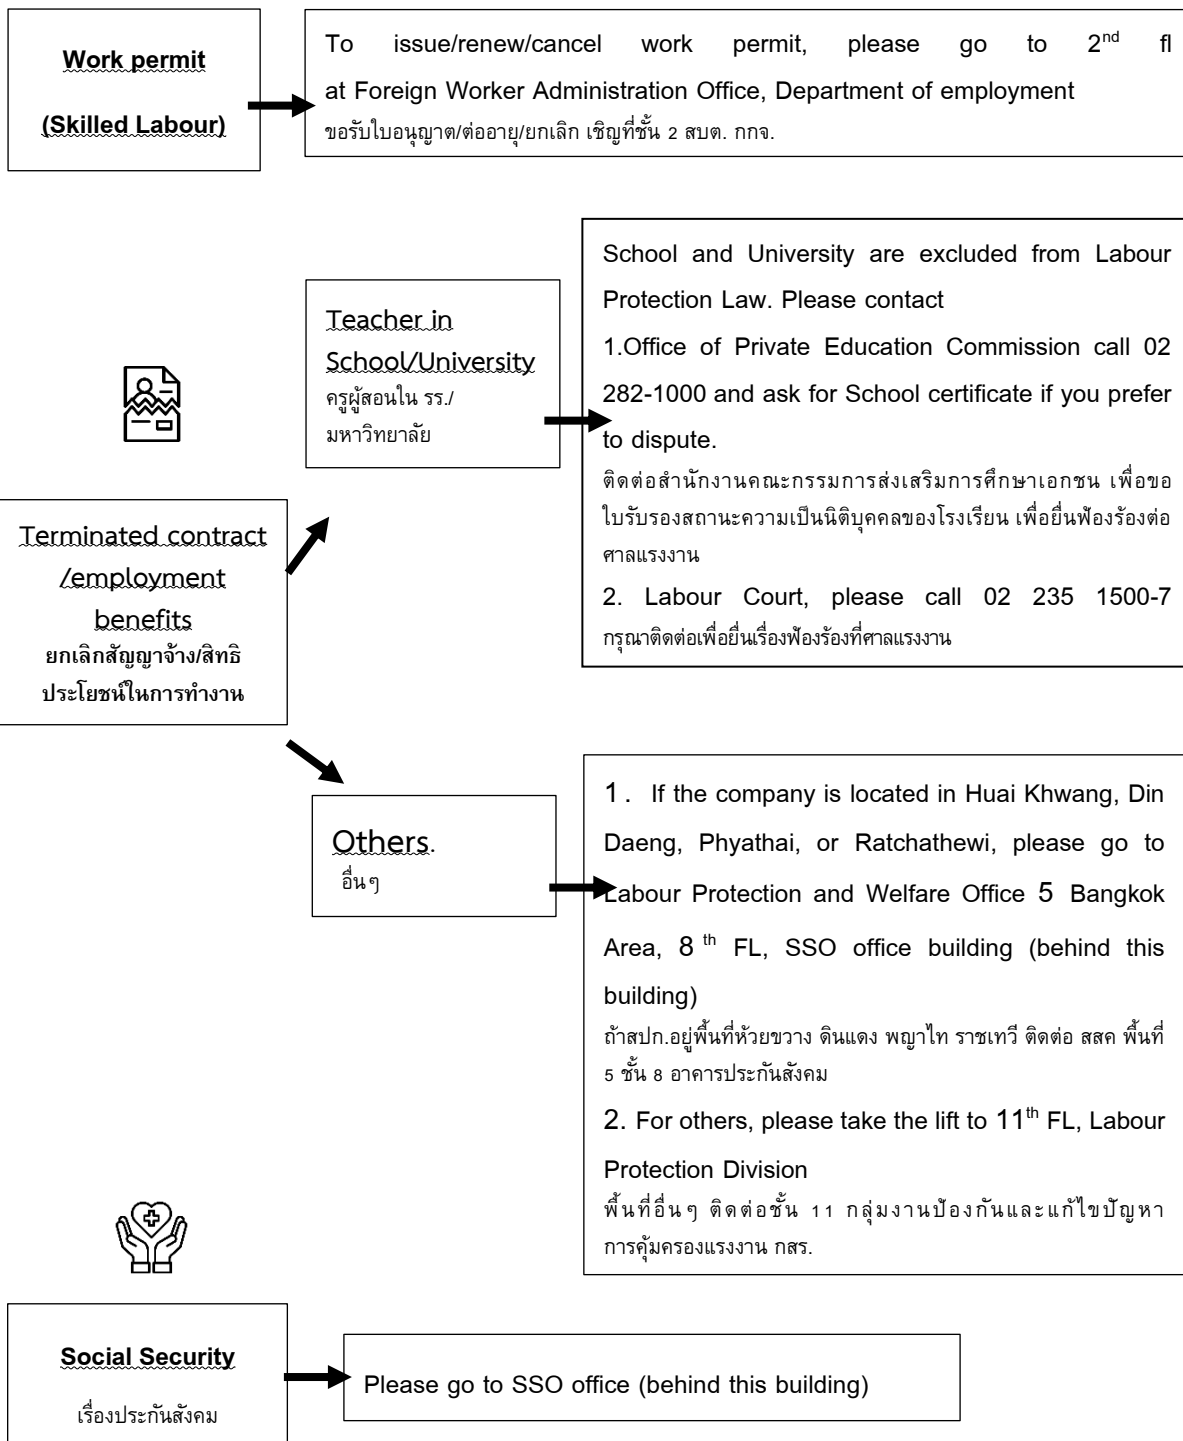 Work permit
(Skilled Labour)
To issue/renew/cancel work permit, please go to 2nd fl
at Foreign Worker Administration Office, Department of employment
ขอรับใบอนุญาต/ต่ออายุ/ยกเลิก เชิญที่ชั้น 2 สบต. กกจ.
Terminated contract
/employment
benefits
ยกเลิกสัญญาจ้าง/สิทธิ
ประโยชน์ในการทำงาน
Teacher in
School/University
ครูผู้สอนใน รร./
มหาวิทยาลัย
School and University are excluded from Labour
Protection Law. Please contact
1.Office of Private Education Commission call 02
282-1000 and ask for School certificate if you prefer
to dispute.
ติดต่อสำนักงานคณะกรรมการส่งเสริมการศึกษาเอกชน เพื่อขอ
ใบรับรองสถานะความเป็นนิติบุคคลของโรงเรียน เพื่อยื่นฟ้องร้องต่อ
ศาลแรงงาน
2. Labour Court, please call 02 235 1500-7
กรุณาติดต่อเพื่อยื่นเรื่องฟ้องร้องที่ศาลแรงงาน
Others.
อื่นๆ
1. If the company is located in Huai Khwang, Din
Daeng, Phyathai, or Ratchathewi, please go to
Labour Protection and Welfare Office 5 Bangkok
Area, 8 th FL, SSO office building (behind this
building)
ถ้าสปก.อยู่พื้นที่ห้วยขวาง ดินแดง พญาไท ราชเทวี ติดต่อ สสค พื้นที่
5 ชั้น 8 อาคารประกันสังคม
2. For others, please take the lift to 11th FL, Labour
Protection Division
พื้นที่อื่นๆ ติดต่อชั้น 11 กลุ่มงานป้องกันและแก้ไขปัญหา
การคุ้มครองแรงงาน กสร.
Social Security
เรื่องประกันสังคม
Please go to SSO office (behind this building)